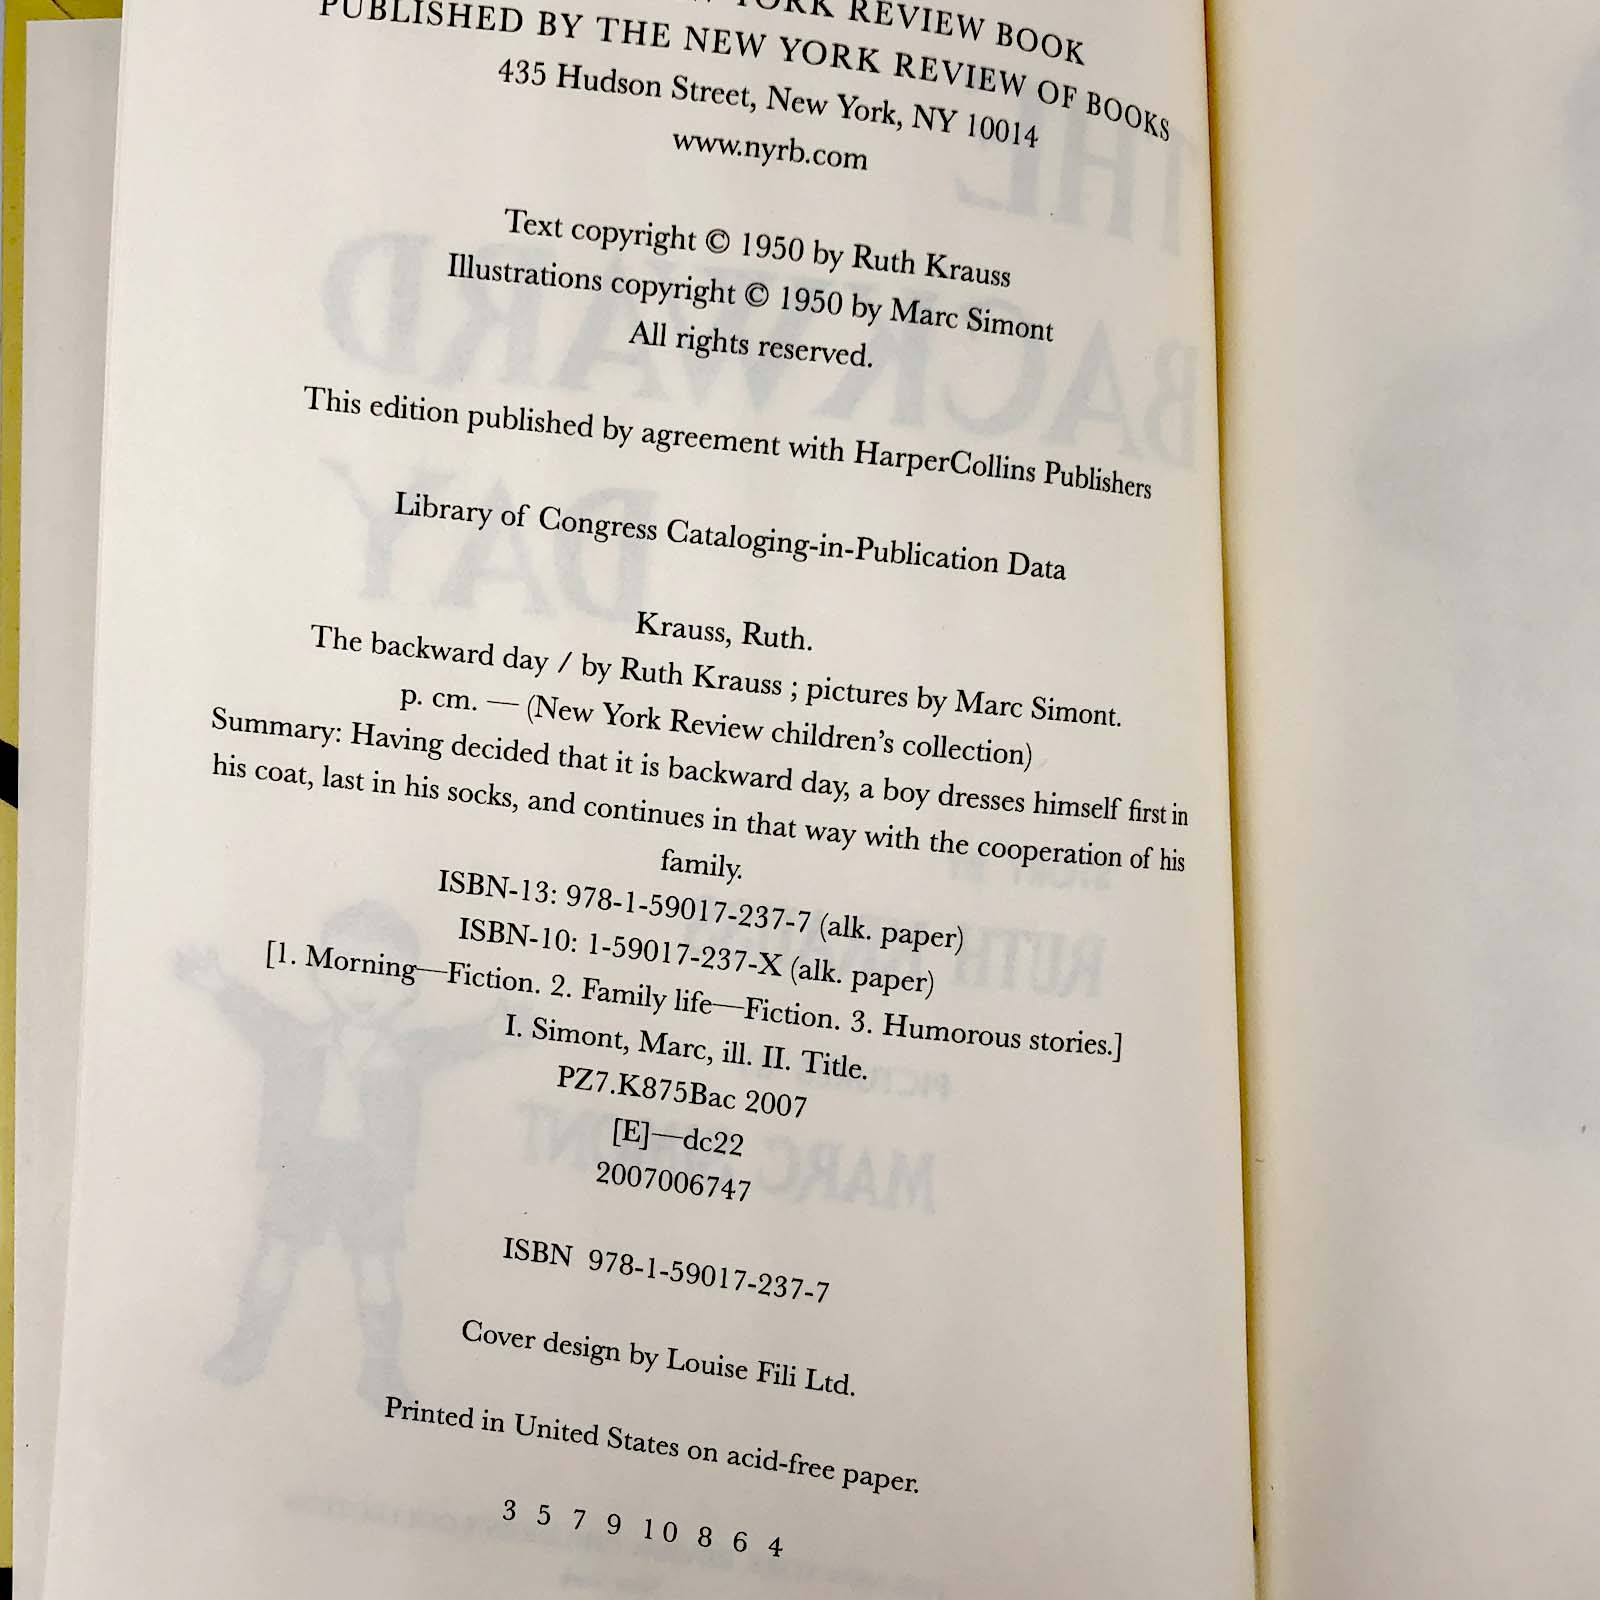 YORK REVIEW BOOK
PUBLISHED BY THE NEW YORK REVIEW OF BOOKS
435 Hudson Street, New York, NY 10014
www.nyrb.com
Text copyright © 1950 by Ruth Krauss
Illustrations copyright © 1950 by Marc Simont
All rights reserved.
This edition published by agreement with HarperCollins Publishers
Library of Congress Cataloging-in-Publication Data
Krauss, Ruth.
The backward day / by Ruth Krauss ; pictures by Marc Simont.
p. cm. — (New York Review children's collection)
Summary: Having decided that it is backward day, a boy dresses himself first in
his coat, last in his socks, and continues in that way with the cooperation of his
family.
ISBN-13: 978-1-59017-237-7 (alk. paper)
ISBN-10: 1-59017-237-X (alk. paper)
[1. Morning—Fiction. 2. Family life—Fiction. 3. Humorous stories.]
I. Simont, Marc, ill. II. Title.
PZ7.K875Bac 2007
[E]—dc22
2007006747
ISBN 978-1-59017-237-7
Cover design by Louise Fili Ltd.
Printed in United States on acid-free paper.
3 5 7 9 10 8 6 4